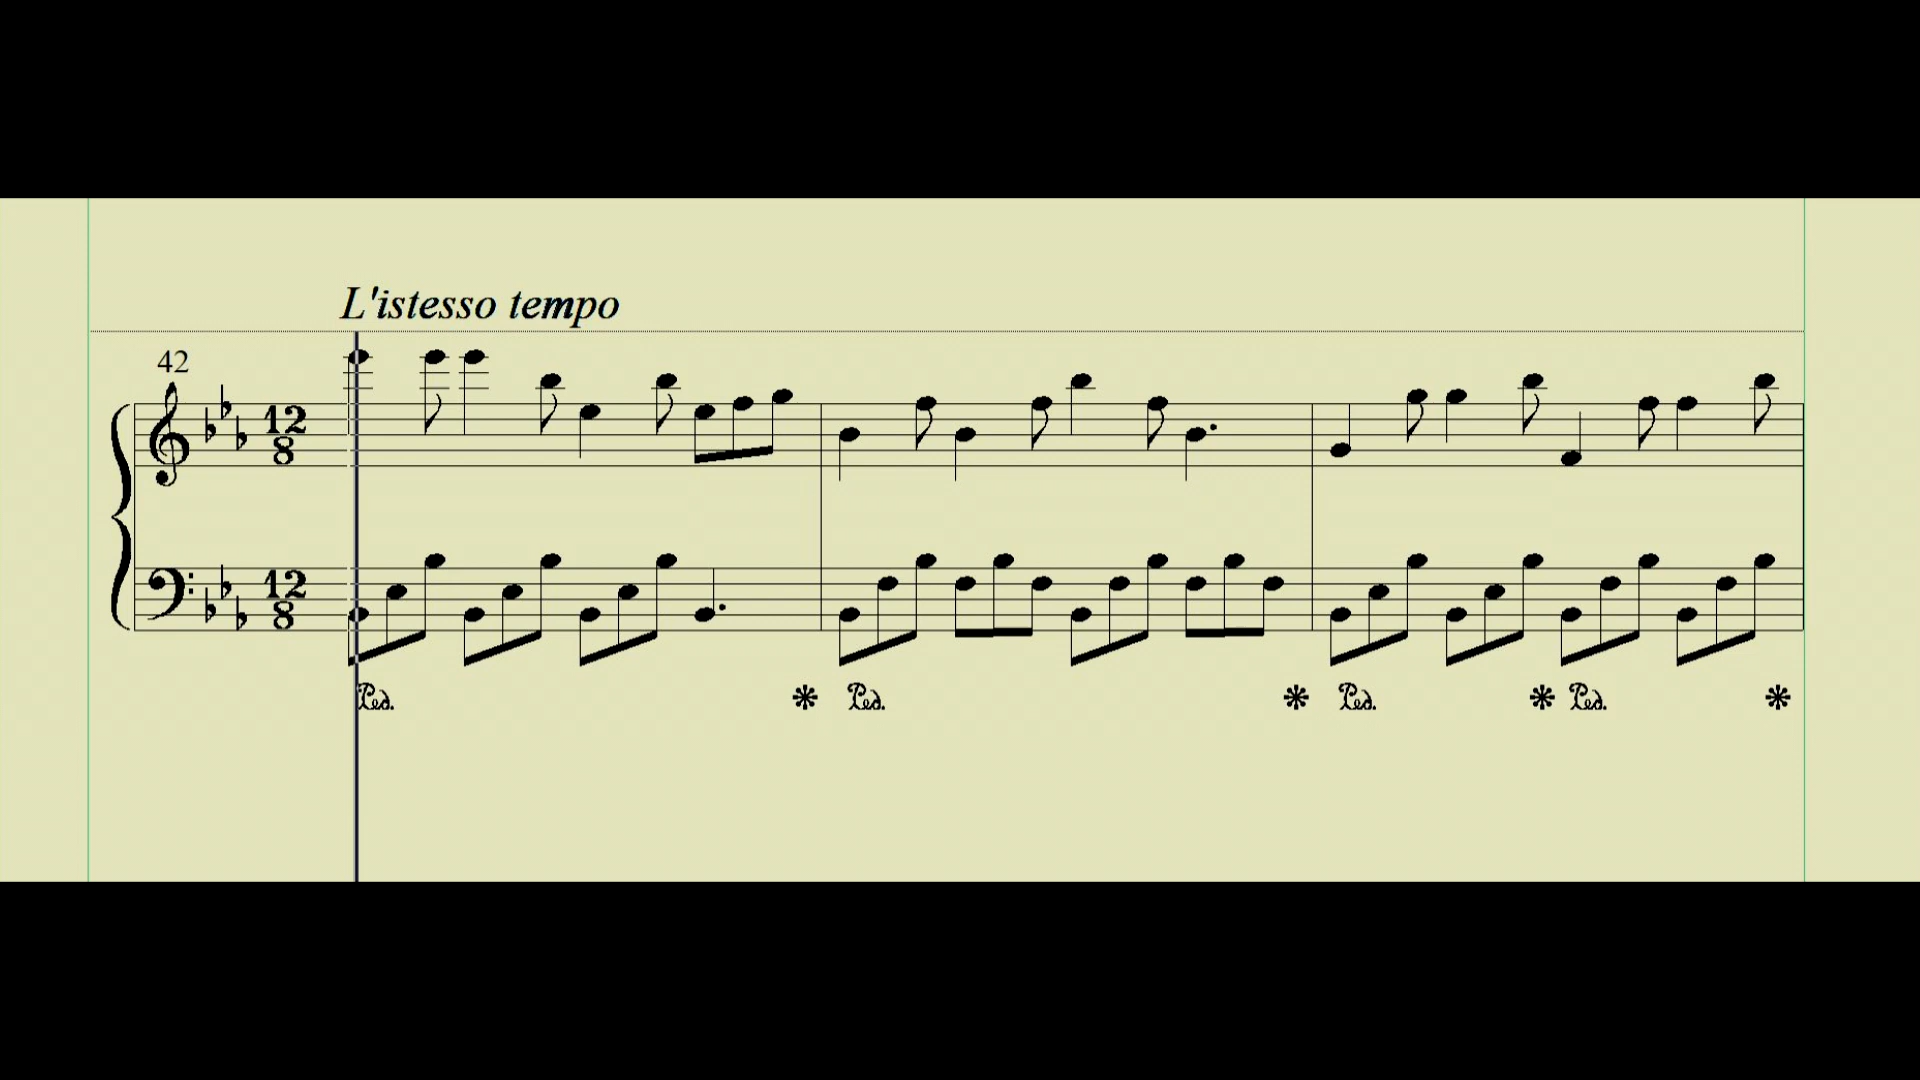 L'istesso tempo
42
12
8
12
8
Ped. * Ped. * Ped. * Ped. *